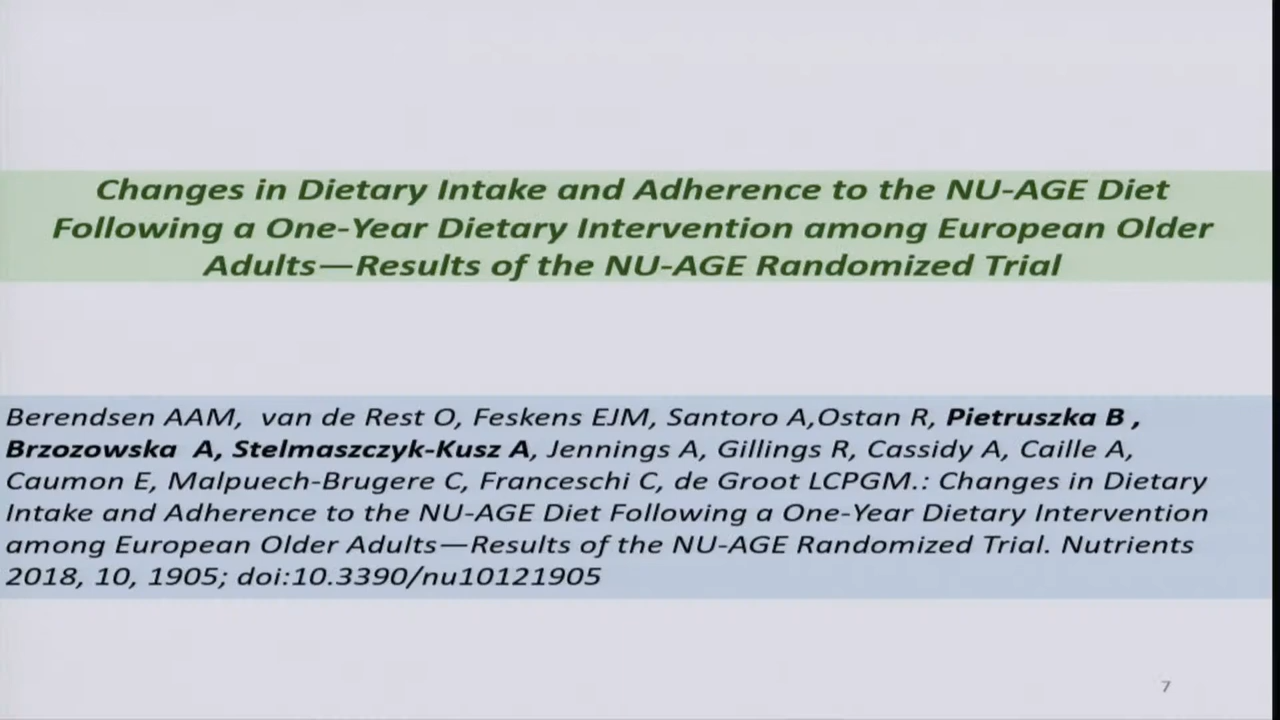 Changes in Dietary Intake and Adherence to the NU-AGE Diet
Following a One-Year Dietary Intervention among European Older
Adults—Results of the NU-AGE Randomized Trial
Berendsen AAM,  van de Rest O, Feskens EJM, Santoro A,Ostan R, Pietruszka B ,
Brzozowska  A, Stelmaszczyk-Kusz A, Jennings A, Gillings R, Cassidy A, Caille A,
Caumon E, Malpuech-Brugere C, Franceschi C, de Groot LCPGM.: Changes in Dietary
Intake and Adherence to the NU-AGE Diet Following a One-Year Dietary Intervention
among European Older Adults—Results of the NU-AGE Randomized Trial. Nutrients
2018, 10, 1905; doi:10.3390/nu10121905
7